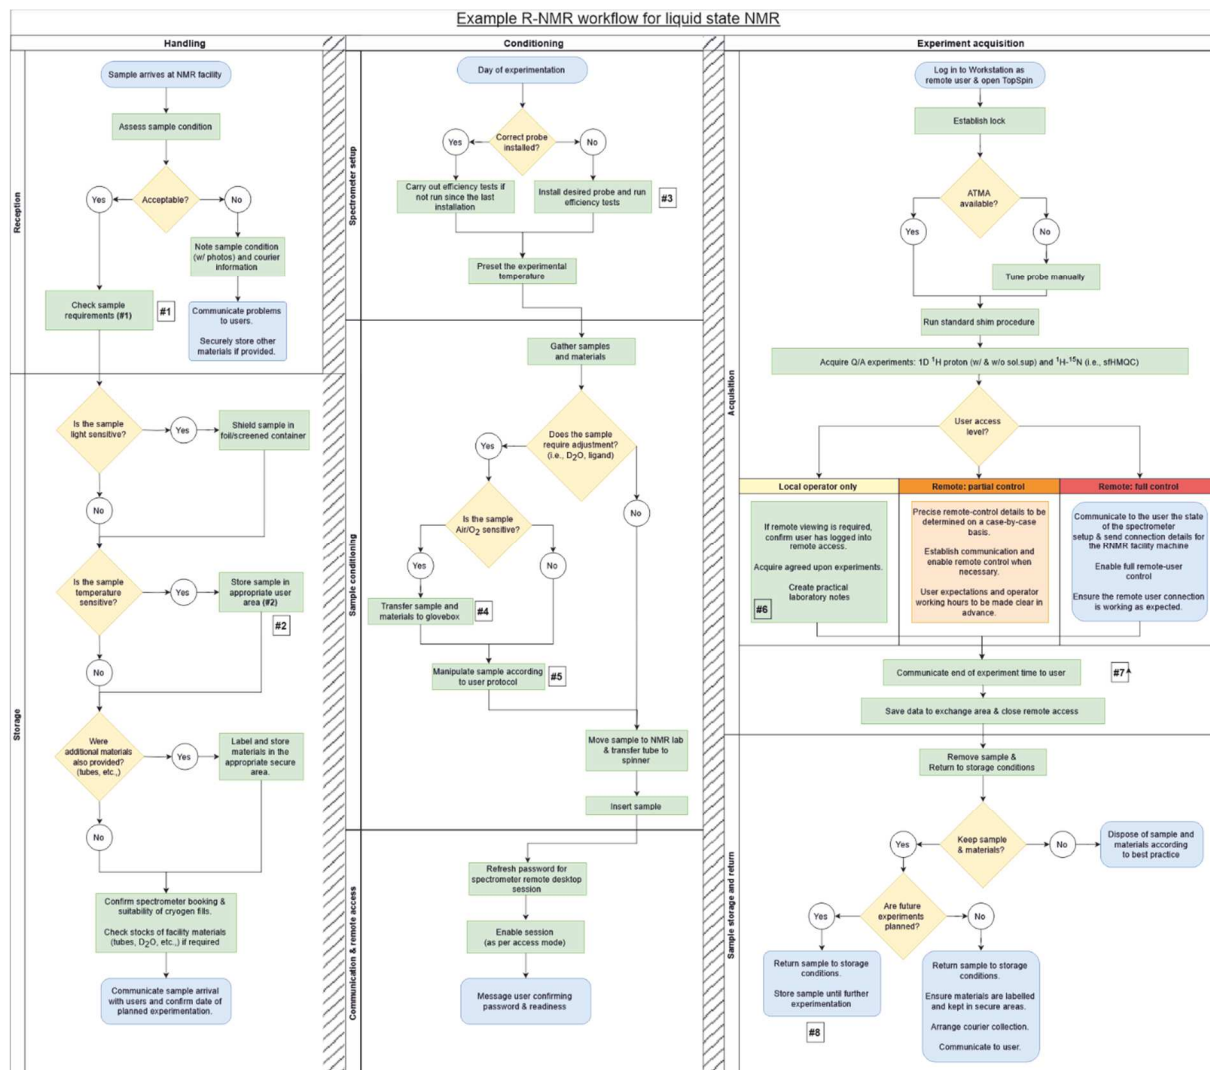 Example R-NMR workflow for liquid state NMR
Handling
Reception
Sample arrives at NMR facility
Assess sample condition
Acceptable?
Yes
No
Note sample condition
(w/ photos) and courier
information
Check sample
requirements (#1)
#1
Communicate problems
to users.
Securely store other
materials if provided.
Storage
Is the sample
light sensitive?
Yes
Shield sample in
foil/screened container
No
Is the sample
temperature
sensitive?
Yes
Store sample in
appropriate user
area (#2)
#2
No
Were
additional materials
also provided?
(tubes, etc.,)
Yes
Label and store
materials in the
appropriate secure
area.
No
Confirm spectrometer booking &
suitability of cryogen fills.
Check stocks of facility materials
(tubes, D2O, etc.,) if required
Communicate sample arrival
with users and confirm date of
planned experimentation.
Conditioning
Spectrometer setup
Day of experimentation
Correct probe
installed?
Yes
No
Carry out efficiency tests if
not run since the last
installation
Install desired probe and run
efficiency tests
#3
Preset the experimental
temperature
Sample conditioning
Gather samples
and materials
Does the sample
require adjustment?
(i.e., D2O, ligand)
Yes
Is the sample
Air/O2 sensitive?
No
Yes
No
Transfer sample and
materials to glovebox
#4
Manipulate sample according
to user protocol
#5
Move sample to NMR lab
& transfer tube to
spinner
Insert sample
Communication & remote access
Refresh password for
spectrometer remote desktop
session
Enable session
(as per access mode)
Message user confirming
password & readiness
Experiment acquisition
Acquisition
Log in to Workstation as
remote user & open TopSpin
Establish lock
ATMA
available?
Yes
No
Tune probe manually
Run standard shim procedure
Acquire Q/A experiments: 1D 1H proton (w/ & w/o sol.sup) and 1H-15N (i.e., sfHMQC)
User access
level?
Local operator only
If remote viewing is required,
confirm user has logged into
remote access.
Acquire agreed upon experiments.
Create practical
laboratory notes
#6
Remote: partial control
Precise remote-control details to be
determined on a case-by-case
basis.
Establish communication and
enable remote control when
necessary.
User expectations and operator
working hours to be made clear in
advance.
Remote: full control
Communicate to the user the state
of the spectrometer
setup & send connection details for
the RNMR facility machine
Enable full remote-user
control
Ensure the remote user connection
is working as expected.
Communicate end of experiment time to user
#7
Save data to exchange area & close remote access
Sample storage and return
Remove sample &
Return to storage conditions
Keep sample
& materials?
Yes
No
Dispose of sample and
materials according
to best practice
Are future
experiments
planned?
Yes
No
Return sample to storage
conditions.
Store sample until further
experimentation
#8
Return sample to storage
conditions.
Ensure materials are labelled
and kept in secure areas.
Arrange courier collection.
Communicate to user.